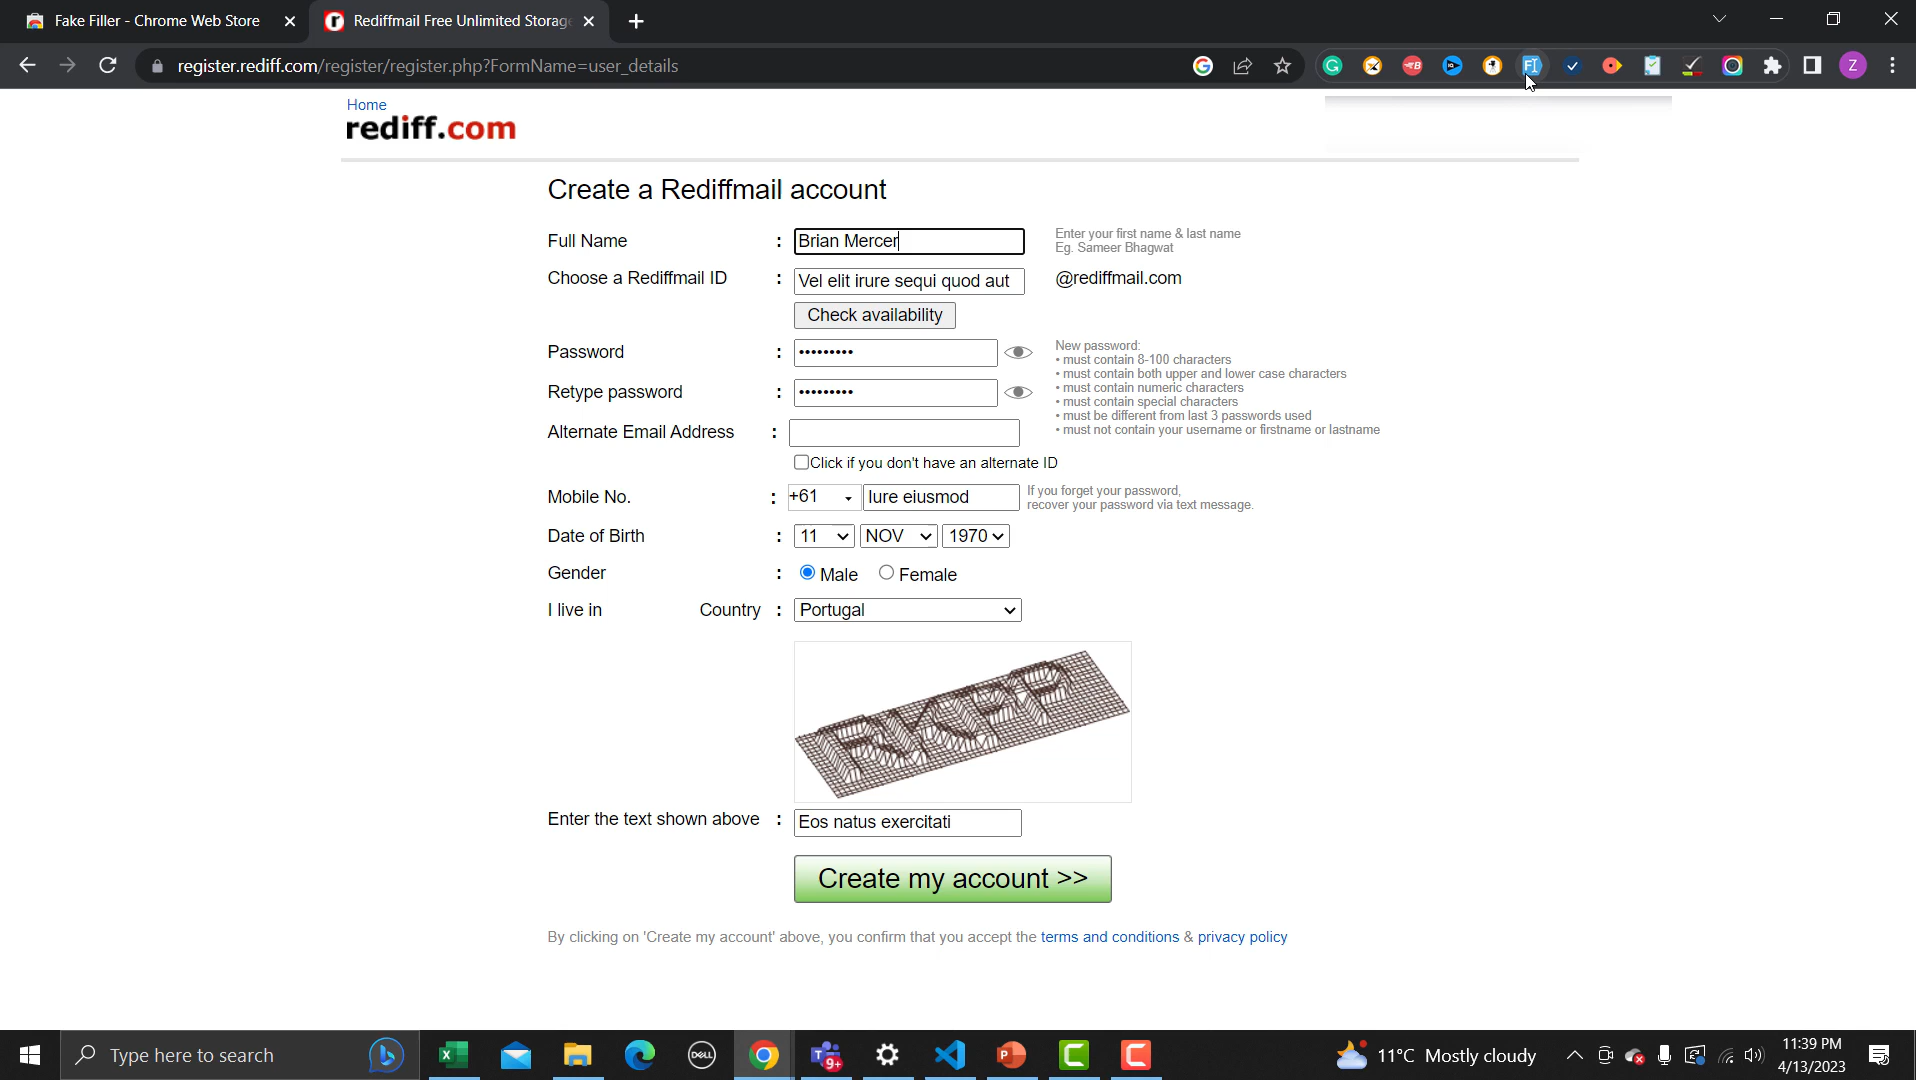 Fake Filler - Chrome Web Store
Rediffmail Free Unlimited Storag
register.rediff.com/register/register.php?FormName=user_details
Z
Home
rediff.com
Create a Rediffmail account
Full Name : Brian Mercer
Enter your first name & last name
Eg. Sameer Bhagwat
Choose a Rediffmail ID : Vel elit irure sequi quod aut @rediffmail.com
Check availability
Password : •••••••••
Retype password : •••••••••
New password:
• must contain 8-100 characters
• must contain both upper and lower case characters
• must contain numeric characters
• must contain special characters
• must be different from last 3 passwords used
• must not contain your username or firstname or lastname
Alternate Email Address :
Click if you don't have an alternate ID
Mobile No. : +61 Iure eiusmod
If you forget your password,
recover your password via text message.
Date of Birth : 11 NOV 1970
Gender : Male Female
I live in Country : Portugal
RKPP
Enter the text shown above : Eos natus exercitati
Create my account >>
By clicking on 'Create my account' above, you confirm that you accept the terms and conditions & privacy policy
Type here to search
DELL
9+
11°C Mostly cloudy
11:39 PM
4/13/2023